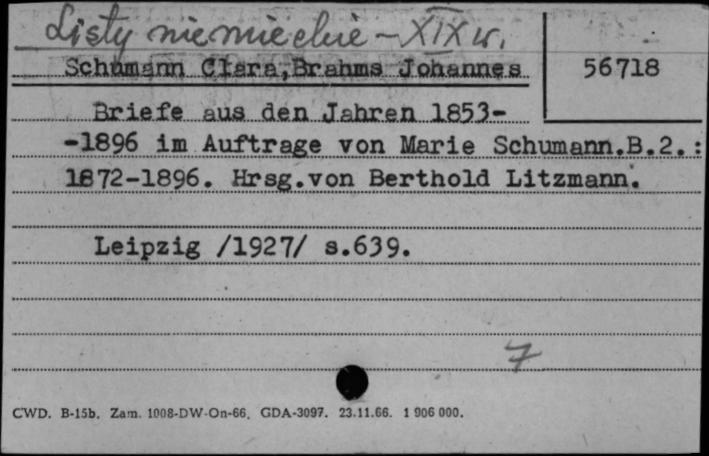 Listy niemieckie - XIX w.
Schumann Clara,Brahms Johannes
56718
Briefe aus den Jahren 1853-
-1896 im Auftrage von Marie Schumann.B.2.:
1872-1896. Hrsg.von Berthold Litzmann.
Leipzig /1927/ s.639.
7
CWD. B-15b. Zam. 1008-DW-On-66. GDA-3097. 23.11.66. 1 906 000.